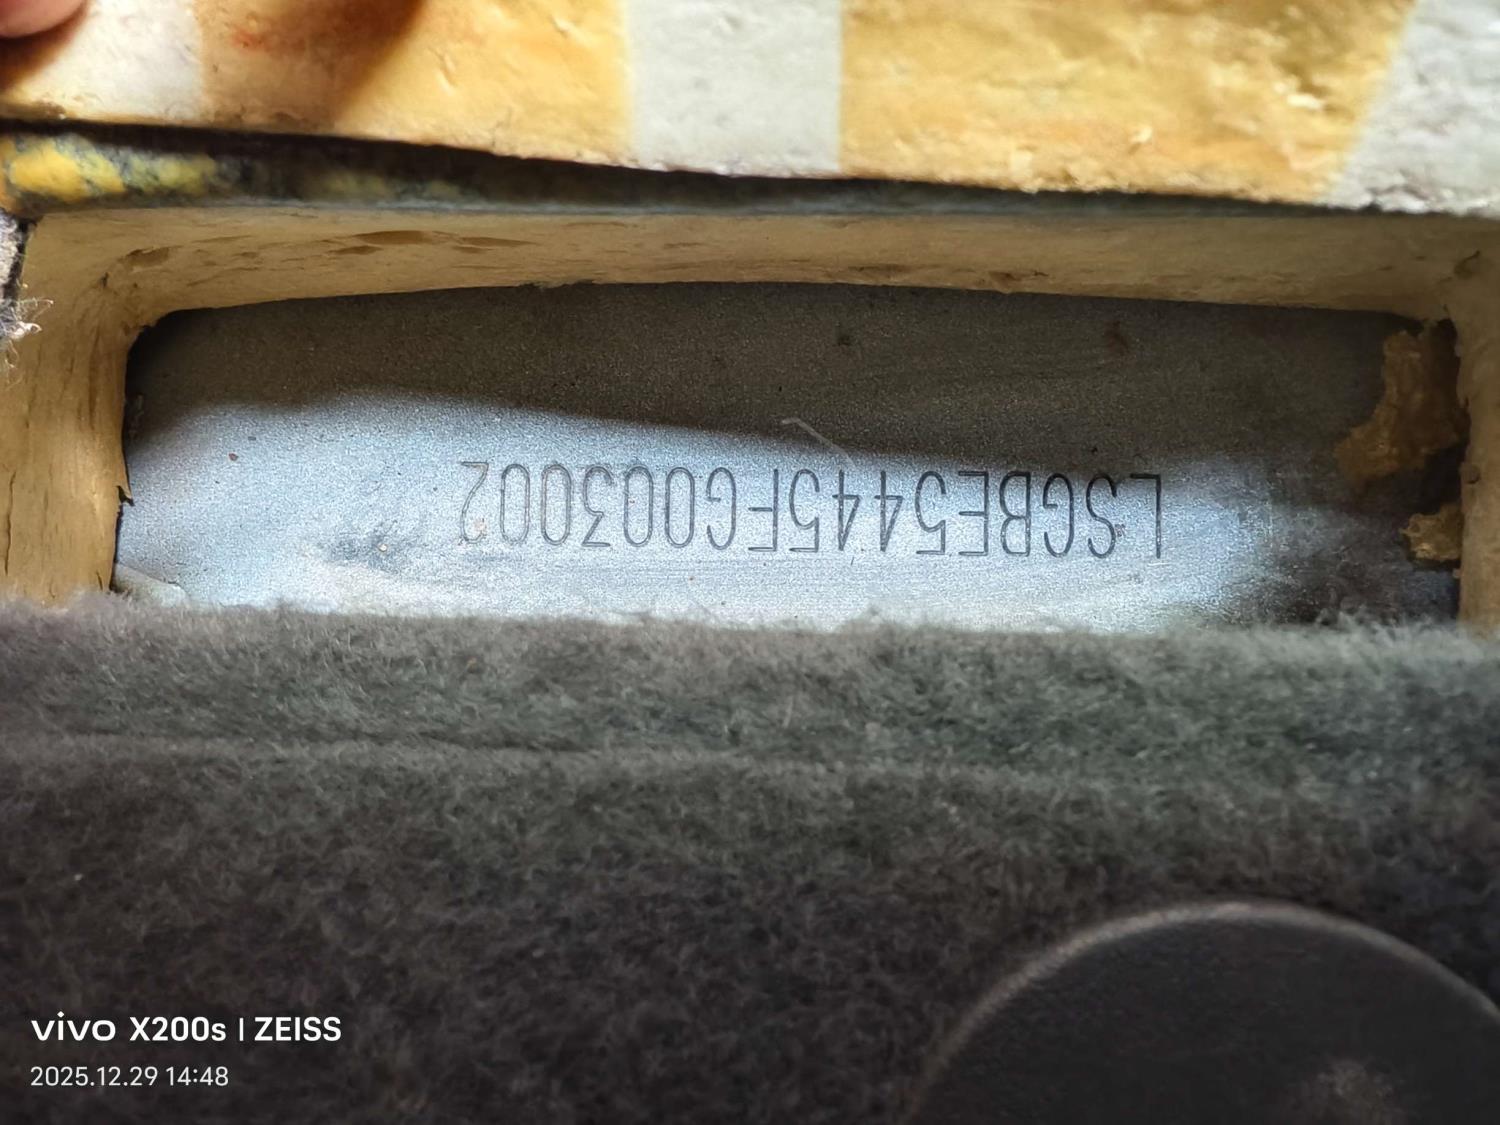 LSGBE5445FG003002
vivo X200s | ZEISS
2025.12.29 14:48